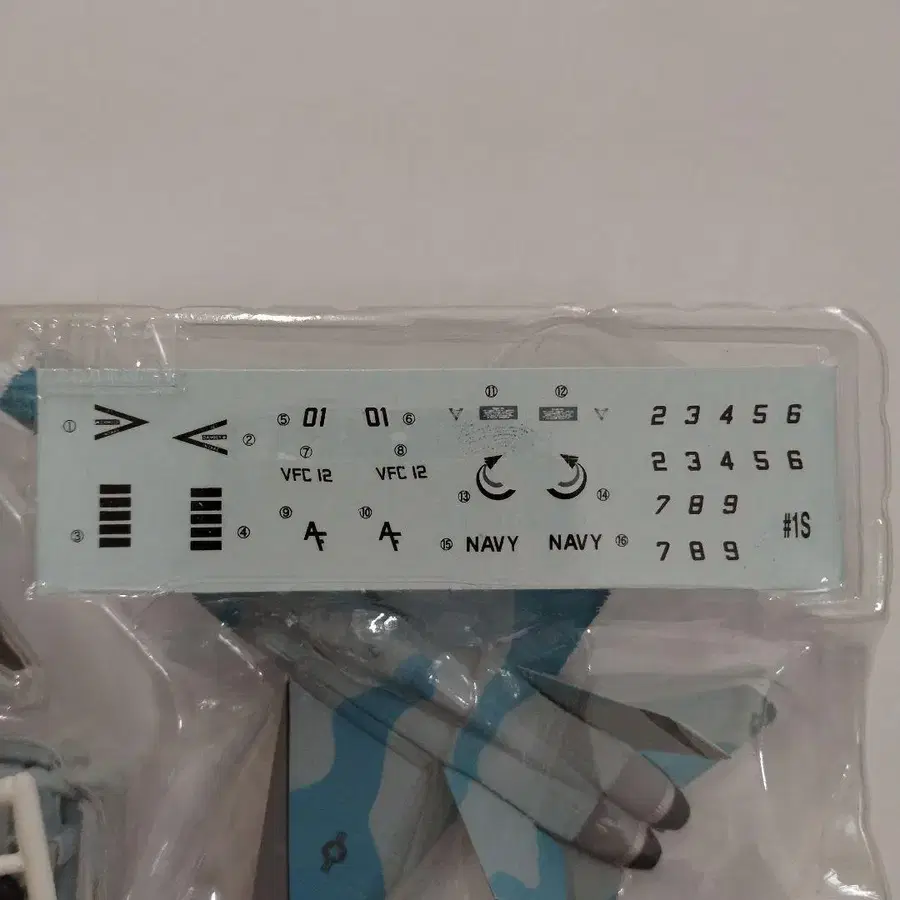 ⑪ ⑫
① ② ⑤ 01 01 ⑥ 2 3 4 5 6
⑦ ⑧
VFC 12 VFC 12 2 3 4 5 6
⑬ ⑭ 7 8 9
⑨ ⑩
③ ④ AF AF ⑮ NAVY NAVY ⑯ #1S
7 8 9